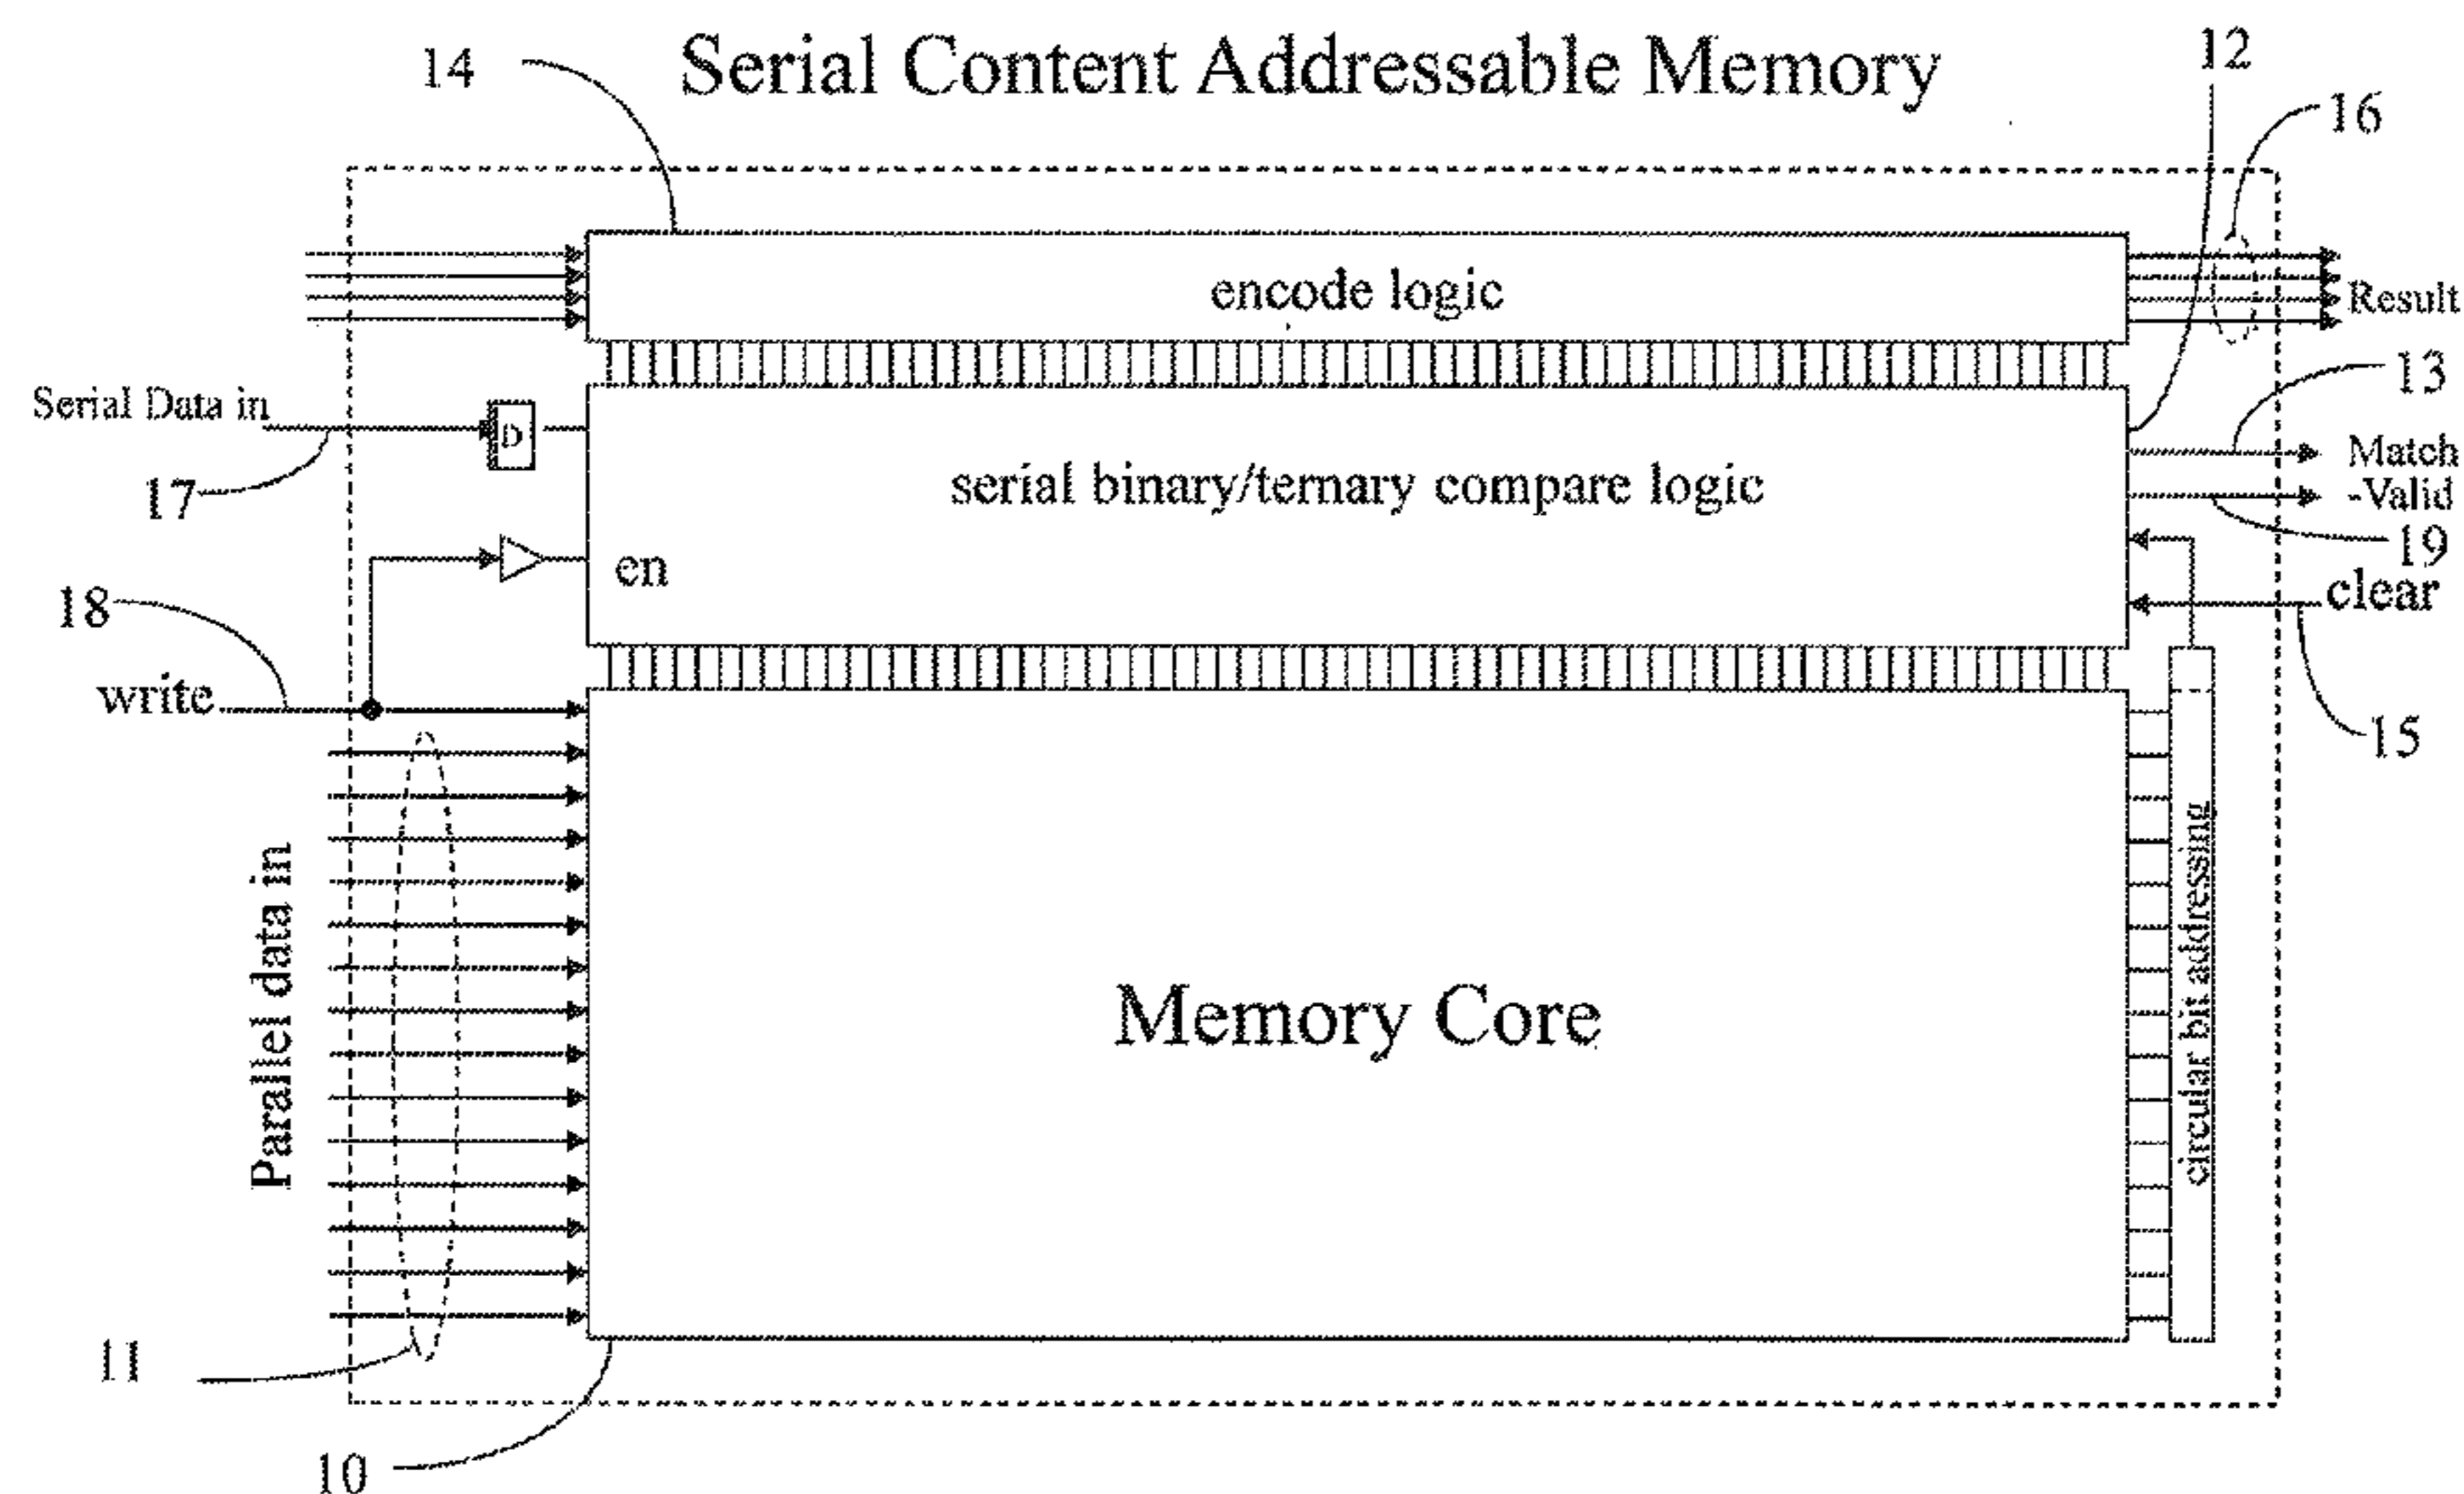 Serial Content Addressable Memory
14
12
16
encode logic
Result
Serial Data in
D
17
13
serial binary/ternary compare logic
Match
-Valid
19
en
clear
18
write
15
Parallel data in
Memory Core
circular bit addressing
11
10